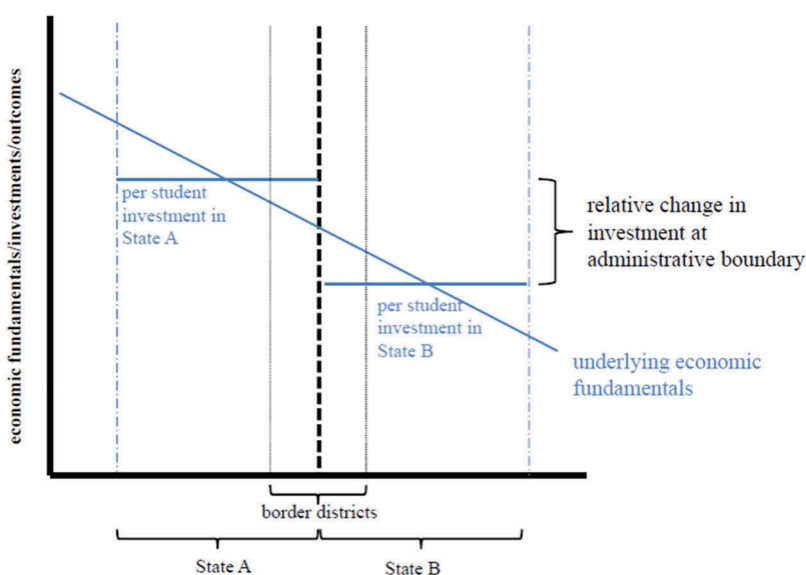 economic fundamentals/investments/outcomes
per student
investment in
State A
per student
investment in
State B
relative change in
investment at
administrative boundary
underlying economic
fundamentals
border districts
State A
State B